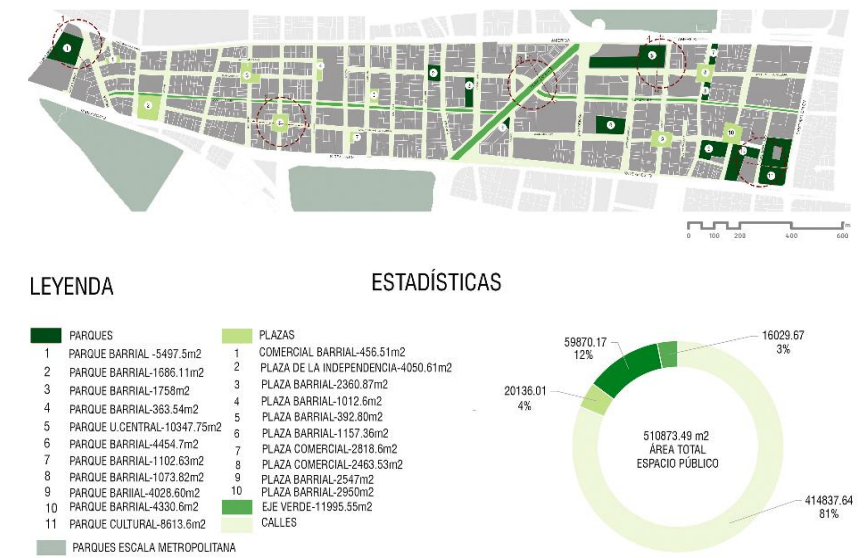 0 100 200 400 600
m
LEYENDA
PARQUES
1 PARQUE BARRIAL -5497.5m2
2 PARQUE BARRIAL-1686.11m2
3 PARQUE BARRIAL-1758m2
4 PARQUE BARRIAL-363.54m2
5 PARQUE U.CENTRAL-10347.75m2
6 PARQUE BARRIAL-4454.7m2
7 PARQUE BARRIAL-1102.63m2
8 PARQUE BARRIAL-1073.82m2
9 PARQUE BARIIAL-4028.60m2
10 PARQUE BARRIAL-4330.6m2
11 PARQUE CULTURAL-8613.6m2
PARQUES ESCALA METROPOLITANA
PLAZAS
1 COMERCIAL BARRIAL-456.51m2
2 PLAZA DE LA INDEPENDENCIA-4050.61m2
3 PLAZA BARRIAL-2360.87m2
4 PLAZA BARRIAL-1012.6m2
5 PLAZA BARRIAL-392.80m2
6 PLAZA BARRIAL-1157.36m2
7 PLAZA COMERCIAL-2818.6m2
8 PLAZA COMERCIAL-2463.53m2
9 PLAZA BARRIAL-2547m2
10 PLAZA BARRIAL-2950m2
EJE VERDE-11995.55m2
CALLES
ESTADÍSTICAS
59870.17
12%
16029.67
3%
20136.01
4%
510873.49 m2
ÁREA TOTAL
ESPACIO PÚBLICO
414837.64
81%